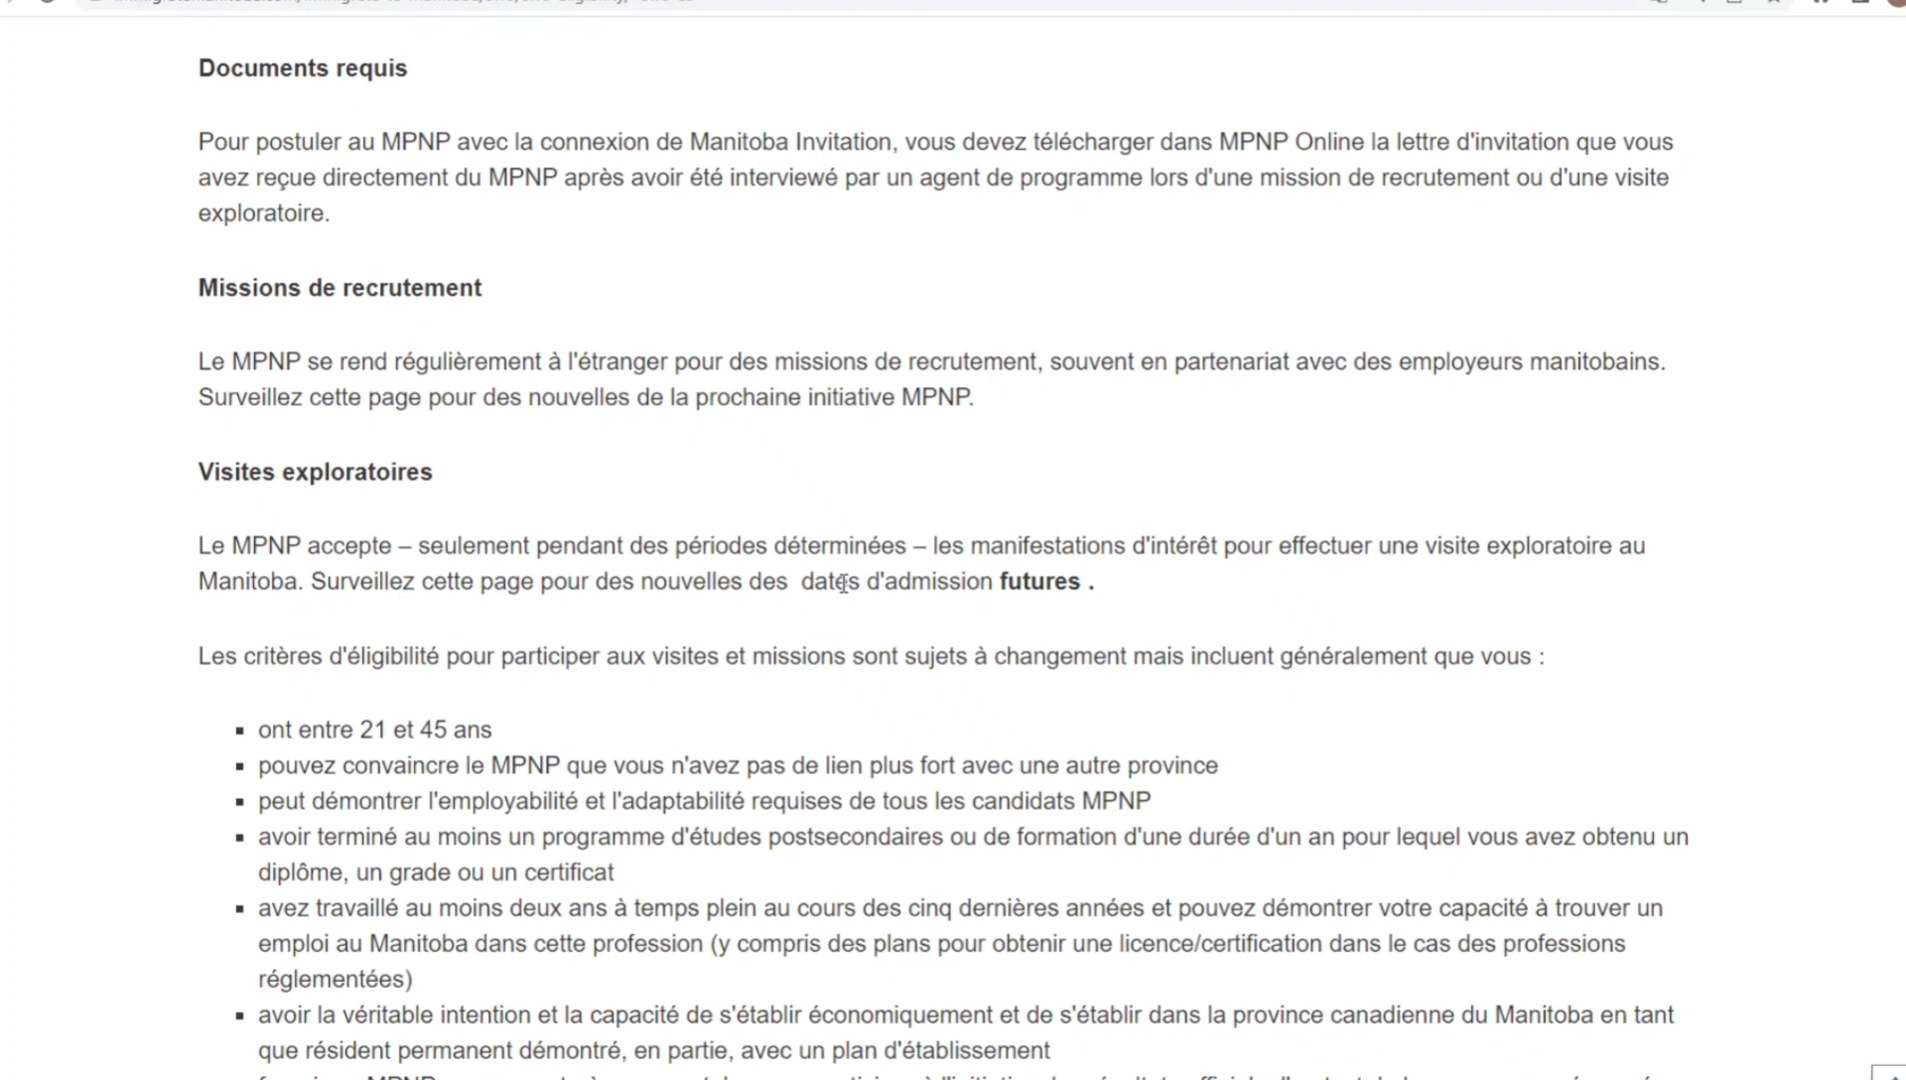 Documents requis
Pour postuler au MPNP avec la connexion de Manitoba Invitation, vous devez télécharger dans MPNP Online la lettre d'invitation que vous
avez reçue directement du MPNP après avoir été interviewé par un agent de programme lors d'une mission de recrutement ou d'une visite
exploratoire.
Missions de recrutement
Le MPNP se rend régulièrement à l'étranger pour des missions de recrutement, souvent en partenariat avec des employeurs manitobains.
Surveillez cette page pour des nouvelles de la prochaine initiative MPNP.
Visites exploratoires
Le MPNP accepte – seulement pendant des périodes déterminées – les manifestations d'intérêt pour effectuer une visite exploratoire au
Manitoba. Surveillez cette page pour des nouvelles des  dates d'admission futures .
Les critères d'éligibilité pour participer aux visites et missions sont sujets à changement mais incluent généralement que vous :
▪ ont entre 21 et 45 ans
▪ pouvez convaincre le MPNP que vous n'avez pas de lien plus fort avec une autre province
▪ peut démontrer l'employabilité et l'adaptabilité requises de tous les candidats MPNP
▪ avoir terminé au moins un programme d'études postsecondaires ou de formation d'une durée d'un an pour lequel vous avez obtenu un
diplôme, un grade ou un certificat
▪ avez travaillé au moins deux ans à temps plein au cours des cinq dernières années et pouvez démontrer votre capacité à trouver un
emploi au Manitoba dans cette profession (y compris des plans pour obtenir une licence/certification dans le cas des professions
réglementées)
▪ avoir la véritable intention et la capacité de s'établir économiquement et de s'établir dans la province canadienne du Manitoba en tant
que résident permanent démontré, en partie, avec un plan d'établissement